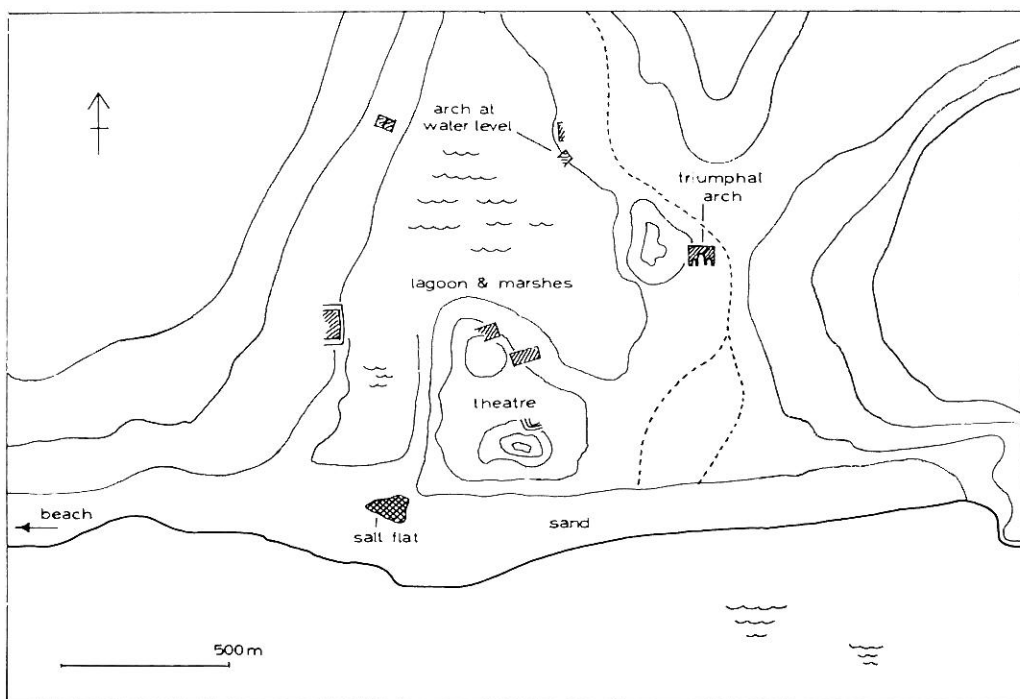 arch at
water level
triumphal
arch
lagoon & marshes
theatre
beach
salt flat
sand
500 m